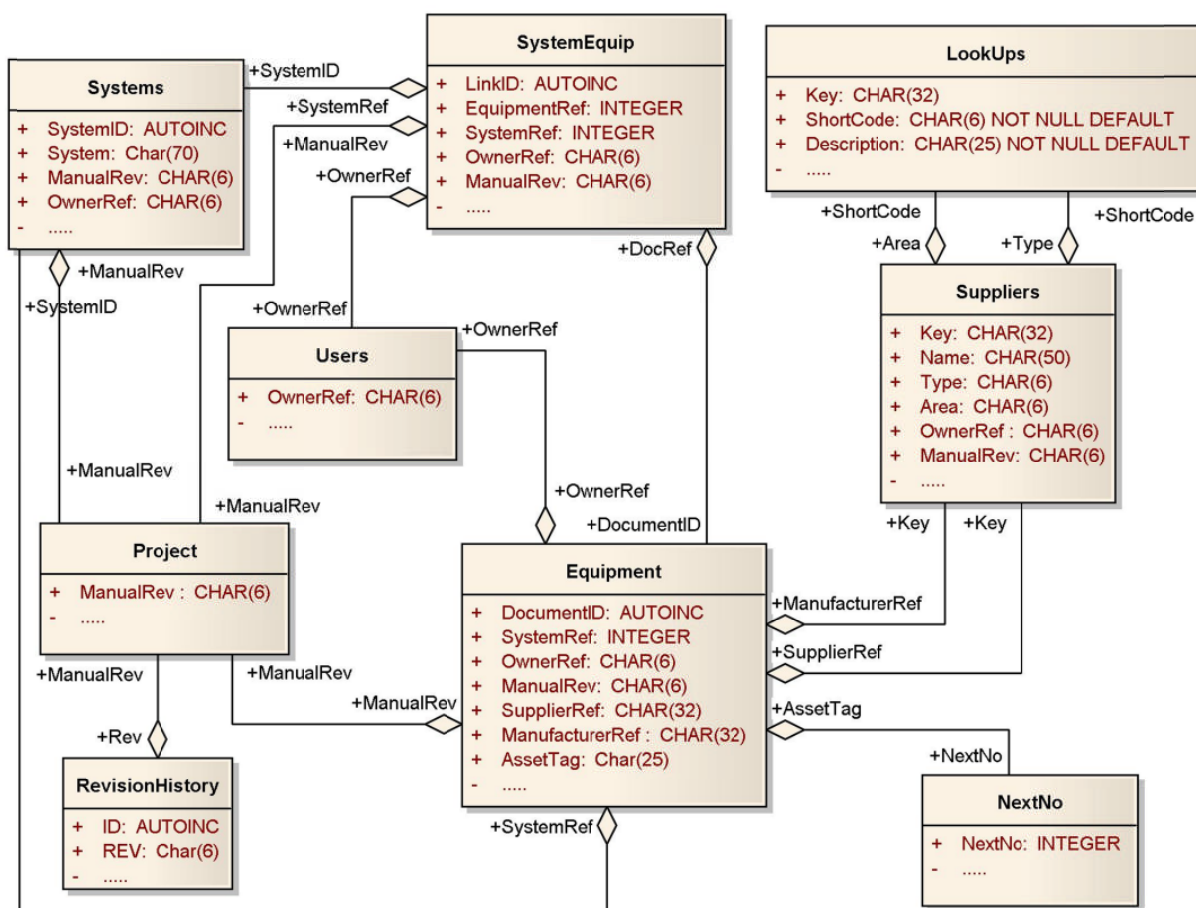 SystemEquip
+ LinkID: AUTOINC
+ EquipmentRef: INTEGER
+ SystemRef: INTEGER
+ OwnerRef: CHAR(6)
+ ManualRev: CHAR(6)
- .....
LookUps
+ Key: CHAR(32)
+ ShortCode: CHAR(6) NOT NULL DEFAULT
+ Description: CHAR(25) NOT NULL DEFAULT
- .....
Systems
+ SystemID: AUTOINC
+ System: Char(70)
+ ManualRev: CHAR(6)
+ OwnerRef: CHAR(6)
- .....
+SystemID
+SystemRef
+ManualRev
+OwnerRef
+ShortCode
+ShortCode
+Area
+Type
+DocRef
+ManualRev
+SystemID
+OwnerRef
+OwnerRef
Users
+ OwnerRef: CHAR(6)
- .....
Suppliers
+ Key: CHAR(32)
+ Name: CHAR(50)
+ Type: CHAR(6)
+ Area: CHAR(6)
+ OwnerRef : CHAR(6)
+ ManualRev: CHAR(6)
- .....
+ManualRev
+ManualRev
+OwnerRef
+DocumentID
+Key
+Key
Project
+ ManualRev : CHAR(6)
- .....
Equipment
+ DocumentID: AUTOINC
+ SystemRef: INTEGER
+ OwnerRef: CHAR(6)
+ ManualRev: CHAR(6)
+ SupplierRef: CHAR(32)
+ ManufacturerRef : CHAR(32)
+ AssetTag: Char(25)
- .....
+ManufacturerRef
+SupplierRef
+AssetTag
+ManualRev
+ManualRev
+ManualRev
+Rev
+NextNo
RevisionHistory
+ ID: AUTOINC
+ REV: Char(6)
- .....
+SystemRef
NextNo
+ NextNo: INTEGER
- .....